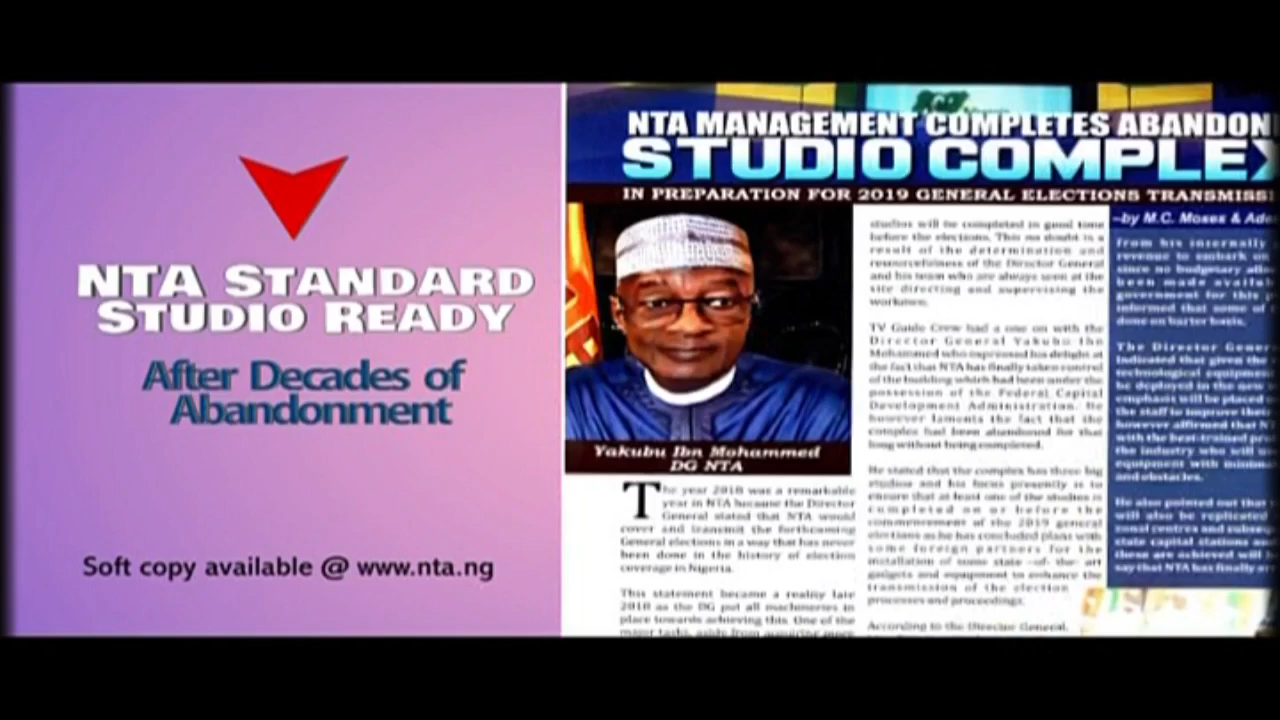 NTA STANDARD
STUDIO READY
After Decades of
Abandonment
Soft copy available @ www.nta.ng
NTA MANAGEMENT COMPLETES ABANDON
STUDIO COMPLEX
IN PREPARATION FOR 2019 GENERAL ELECTIONS TRANSMISSI
Yakubu Ibn Mohammed
DG NTA
The year 2018 was a remarkable
year in NTA because the Director
General stated that NTA would
cover and transmit the forthcoming
General elections in a way that has never
been done in the history of election
coverage in Nigeria.
This statement became a reality late
2018 as the DG put all machineries in
place towards achieving this. One of the
major tasks, aside from acquiring more
studios will be completed in good time
before the elections. This no doubt is a
result of the determination and
resourcefulness of the Director General
and his team who are always seen at the
site directing and supervising the
workmen.
TV Guide Crew had a one on with the
Director General Yakubu Ibn
Mohammed who expressed his delight at
the fact that NTA has finally taken control
of the building which had been under the
possession of the Federal Capital
Development Administration. He
however laments the fact that the
complex had been abandoned for that
long without being completed.
He stated that the complex has three big
studios and his focus presently is to
ensure that at least one of the studios is
completed on or before the
commencement of the 2019 general
elections as he has concluded plans with
some foreign partners for the
installation of some state -of- the- art
gadgets and equipment to enhance the
transmission of the election
processes and proceedings.
According to the Director General,
–by M.C. Moses & Ade
from his internally
revenue to embark on
since no budgetary allo
been made availab
government for this p
informed that some of
done on barter basis.
The Director Gener
indicated that given the
technological equipmen
be deployed in the new s
emphasis will be placed o
the staff to improve their
however affirmed that N
with the best-trained pro
the industry who will us
equipment with minima
and obstacles.
He also pointed out that
will also be replicated
zonal centres and subseq
state capital stations as
these are achieved will b
say that NTA has finally arr